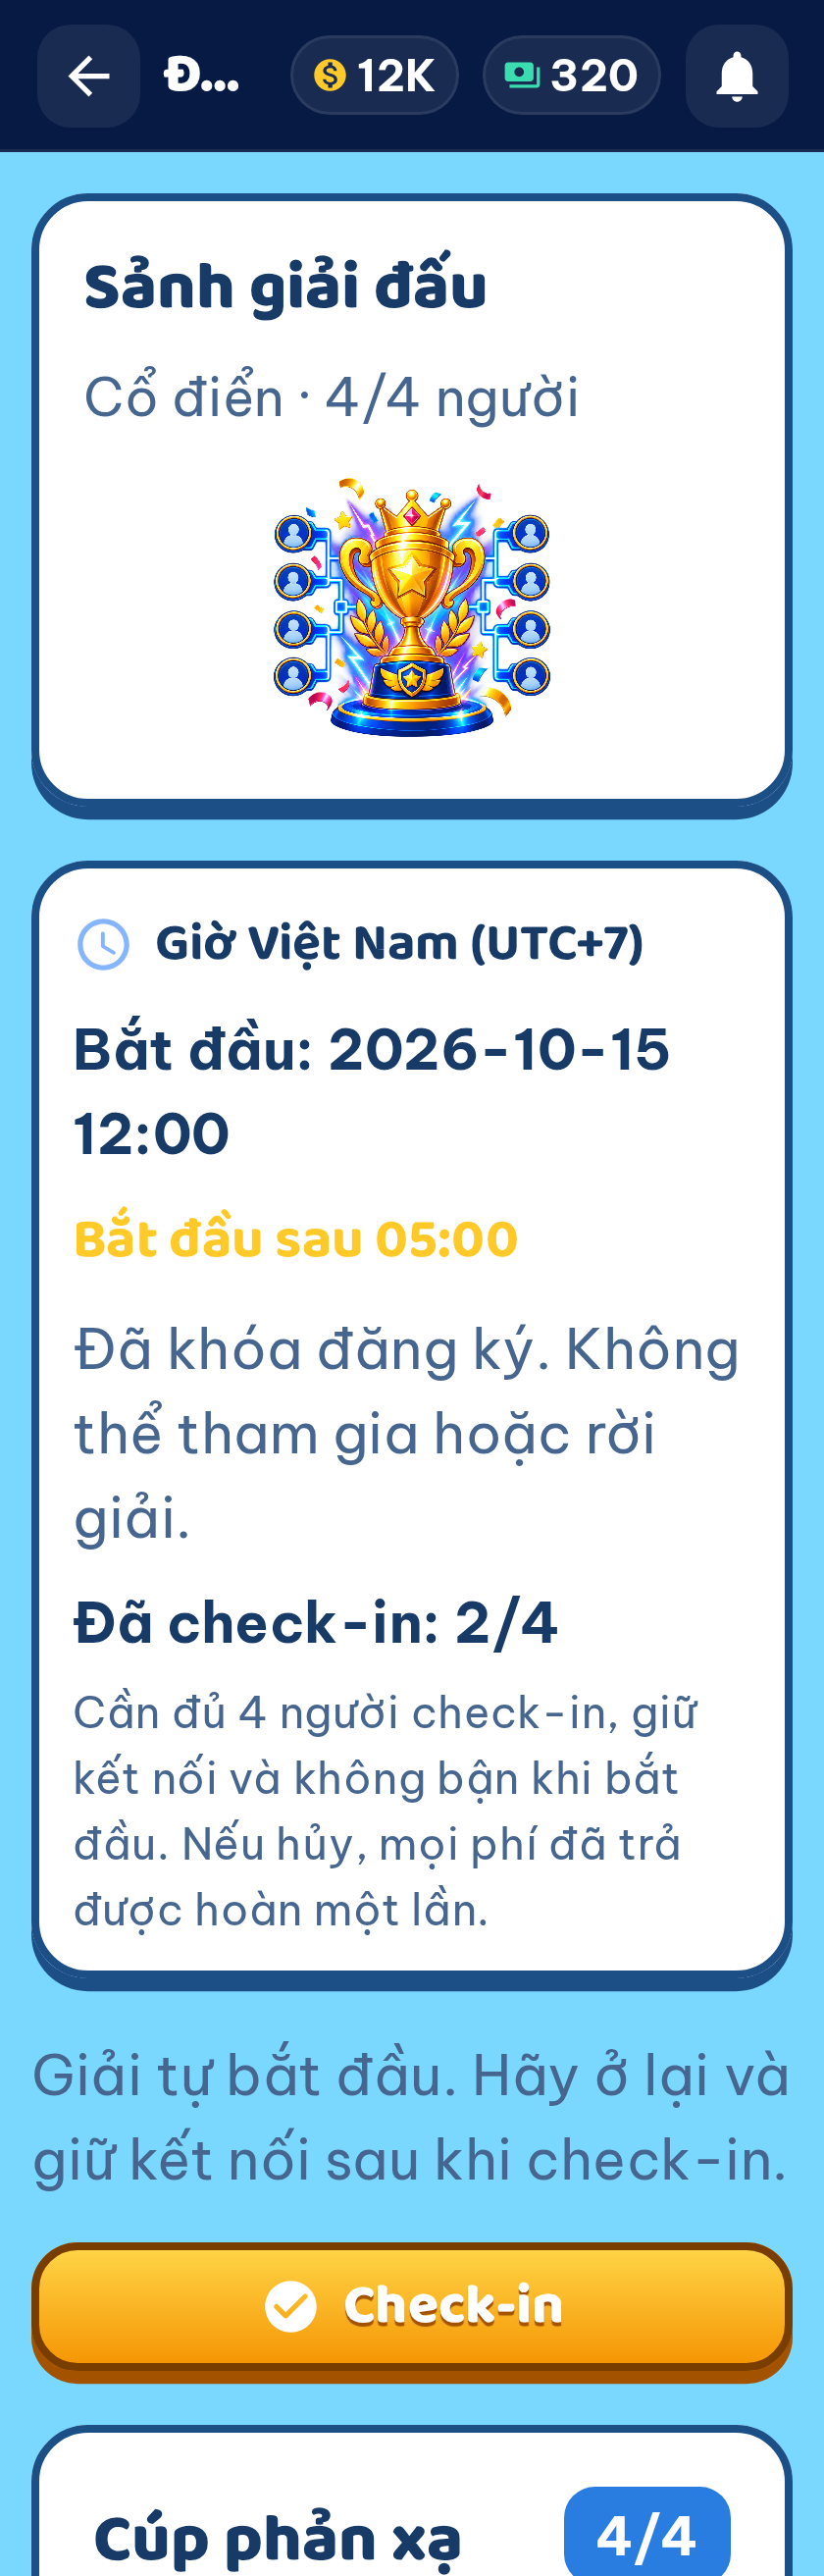 Đ...
12K
320
Sảnh giải đấu
Cổ điển · 4/4 người
Giờ Việt Nam (UTC+7)
Bắt đầu: 2026-10-15
12:00
Bắt đầu sau 05:00
Đã khóa đăng ký. Không
thể tham gia hoặc rời
giải.
Đã check-in: 2/4
Cần đủ 4 người check-in, giữ
kết nối và không bận khi bắt
đầu. Nếu hủy, mọi phí đã trả
được hoàn một lần.
Giải tự bắt đầu. Hãy ở lại và
giữ kết nối sau khi check-in.
Check-in
Cúp phản xạ
4/4